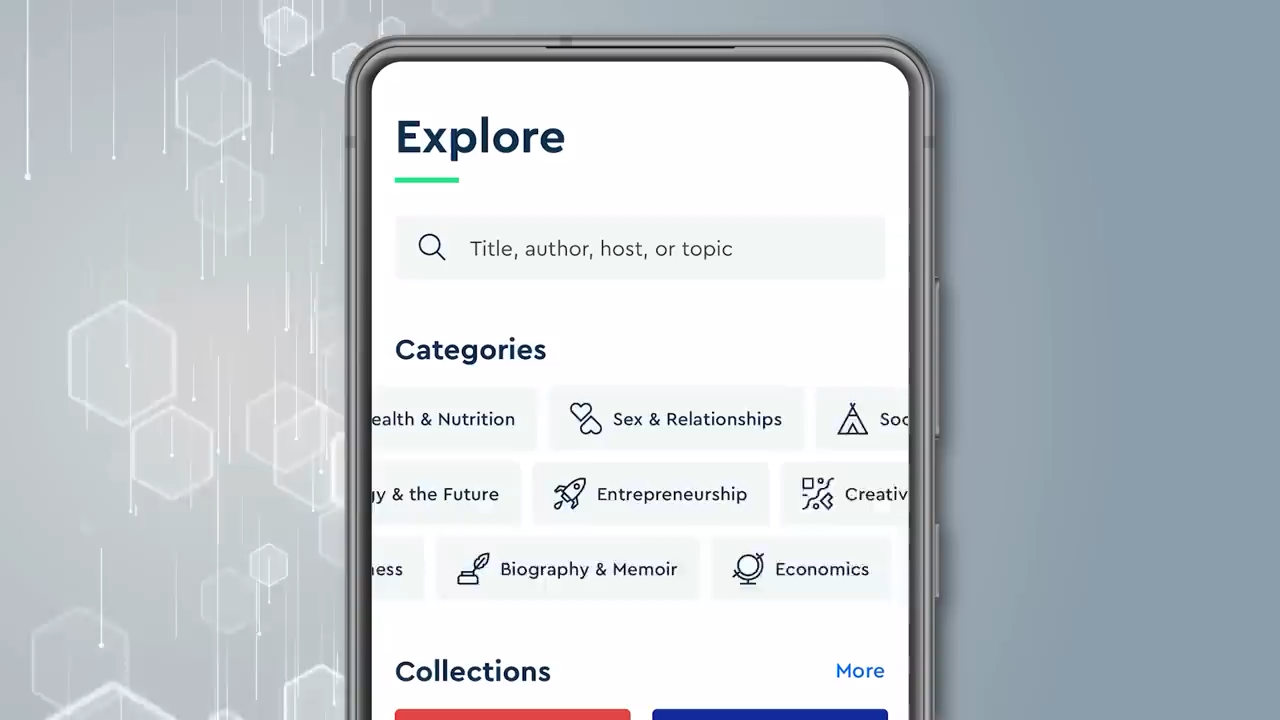 Explore
Title, author, host, or topic
Categories
ealth & Nutrition Sex & Relationships Soc
gy & the Future Entrepreneurship Creativ
ness Biography & Memoir Economics
Collections More